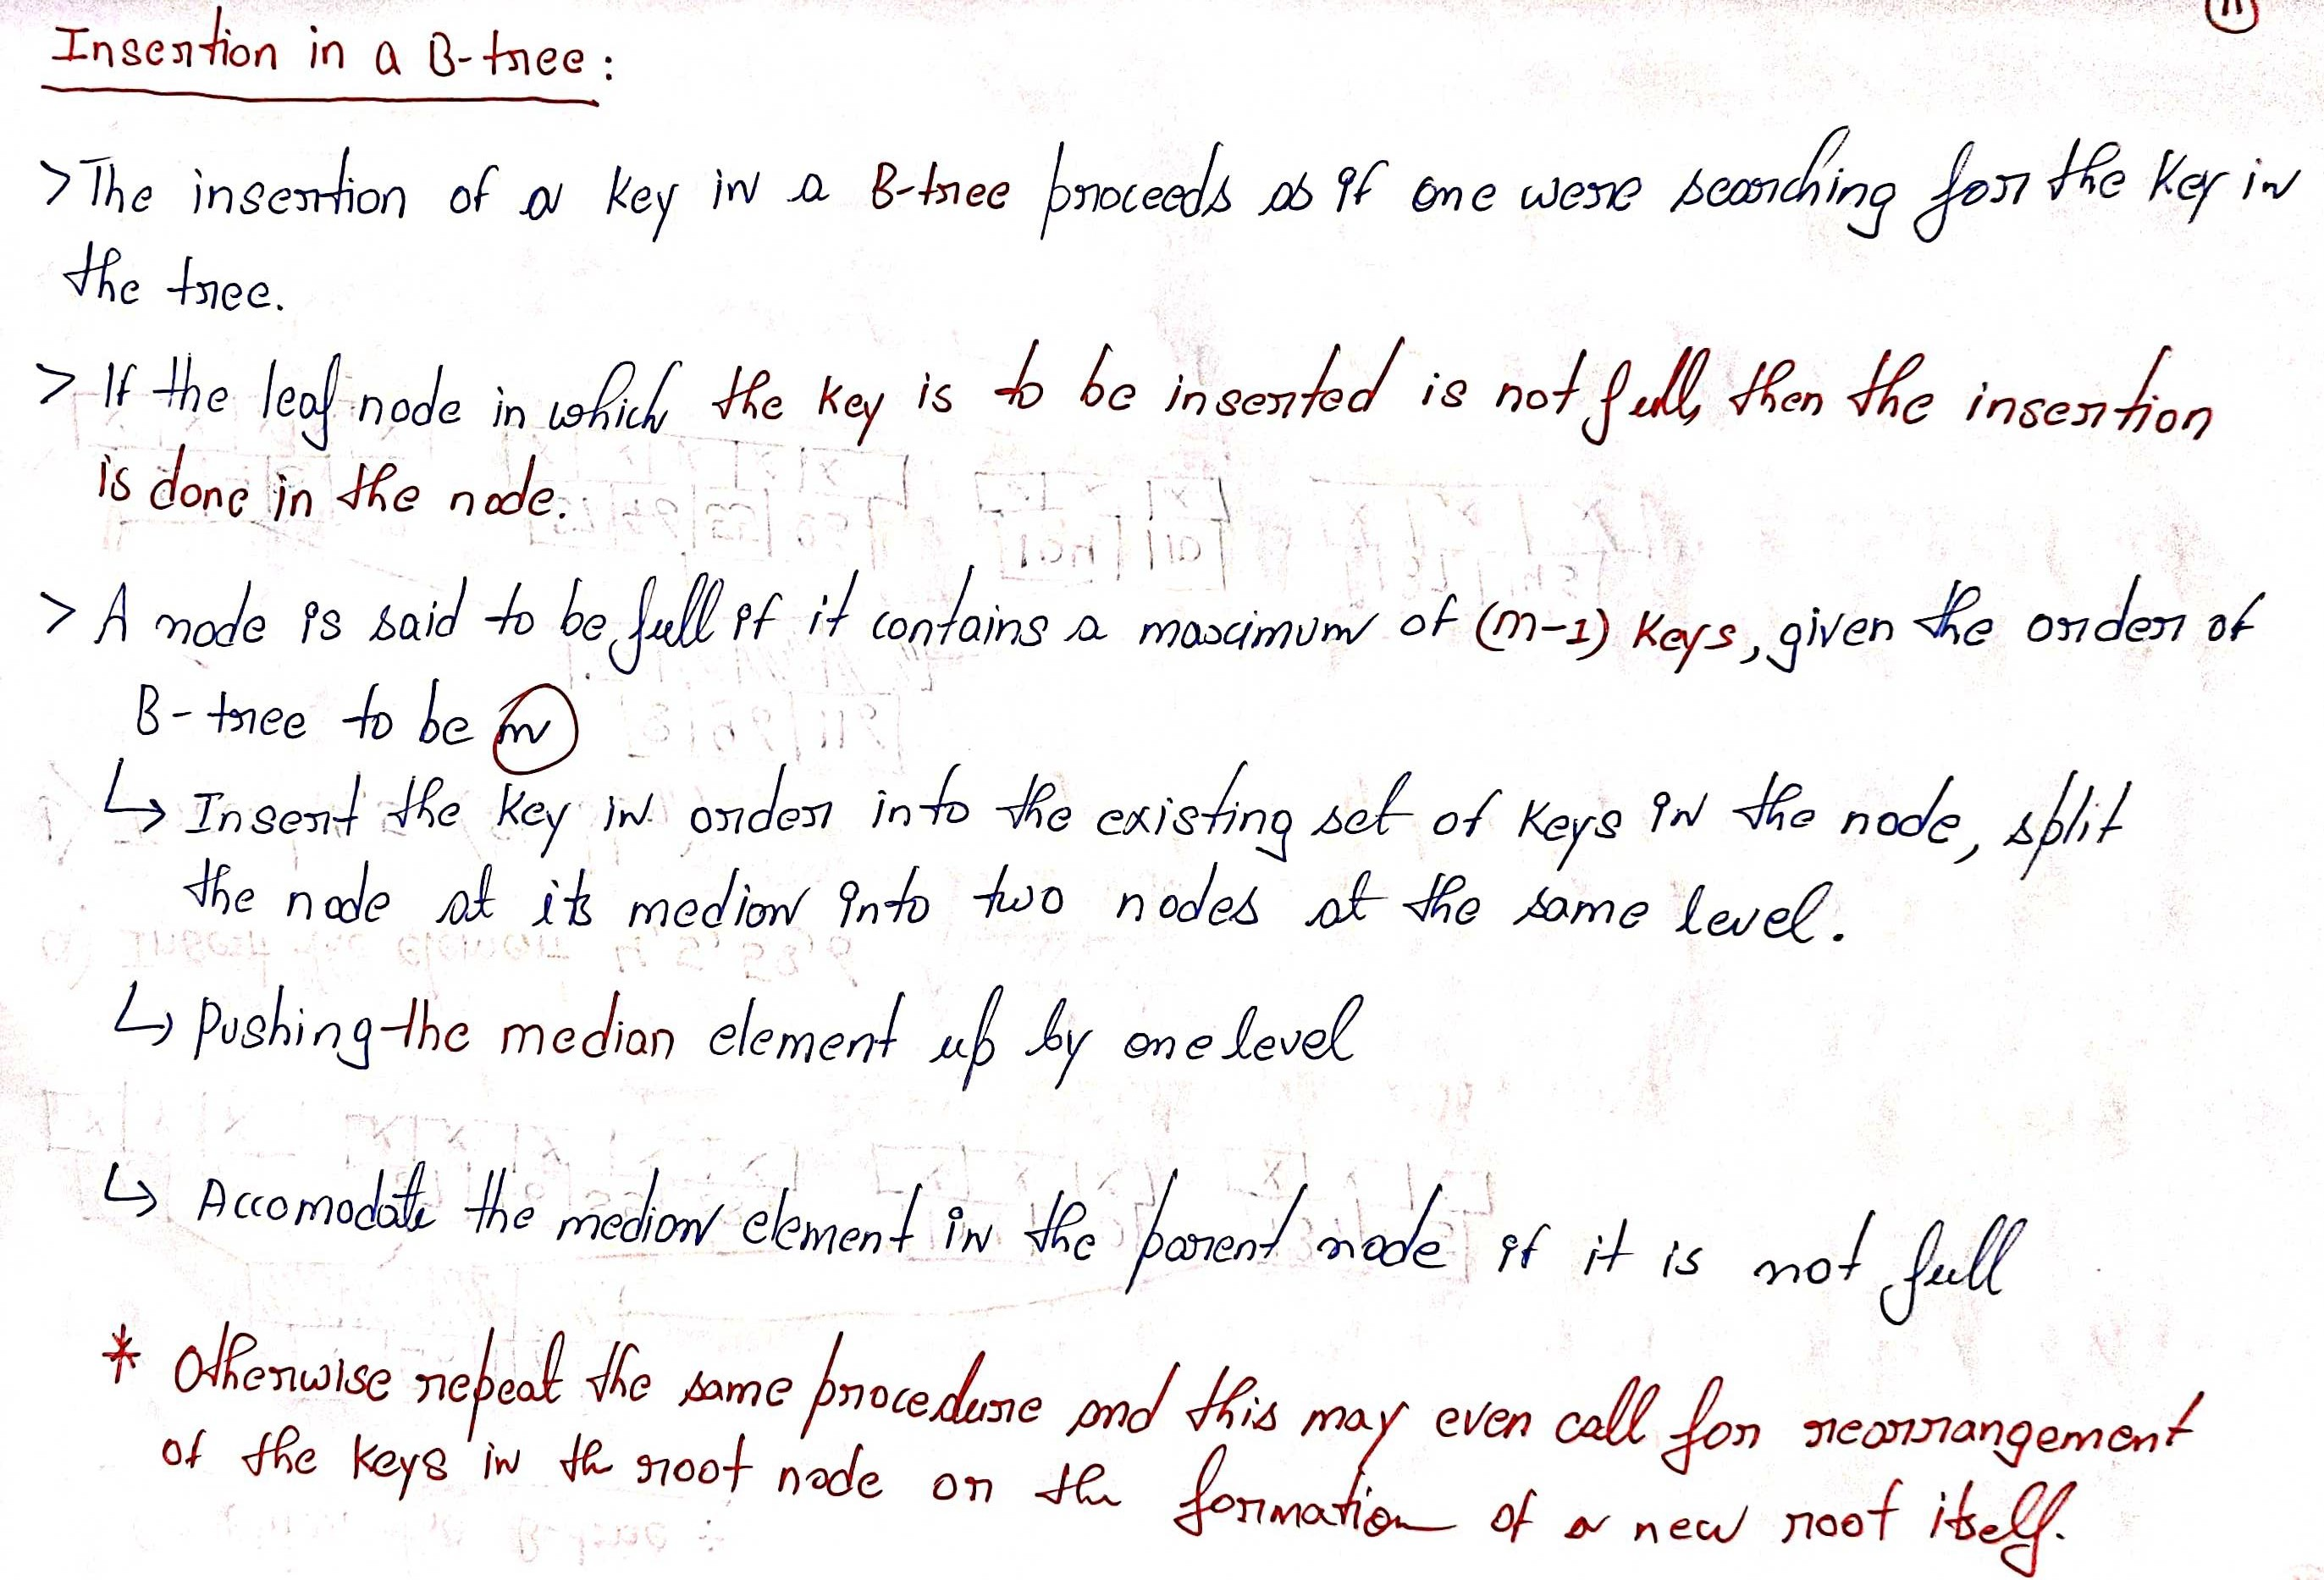 11
Insertion in a B-tree:
> The insertion of a key in a B-tree proceeds as if one were searching for the key in
the tree.
> If the leaf node in which the key is to be inserted is not full, then the insertion
is done in the node.
> A node is said to be full if it contains a maximum of (m-1) keys, given the order of
B-tree to be m
↳ Insert the key in order into the existing set of keys in the node, split
the node at its median into two nodes at the same level.
↳ Pushing the median element up by one level
↳ Accomodate the median element in the parent node if it is not full
* Otherwise repeat the same procedure and this may even call for rearrangement
of the keys in the root node or the formation of a new root itself.